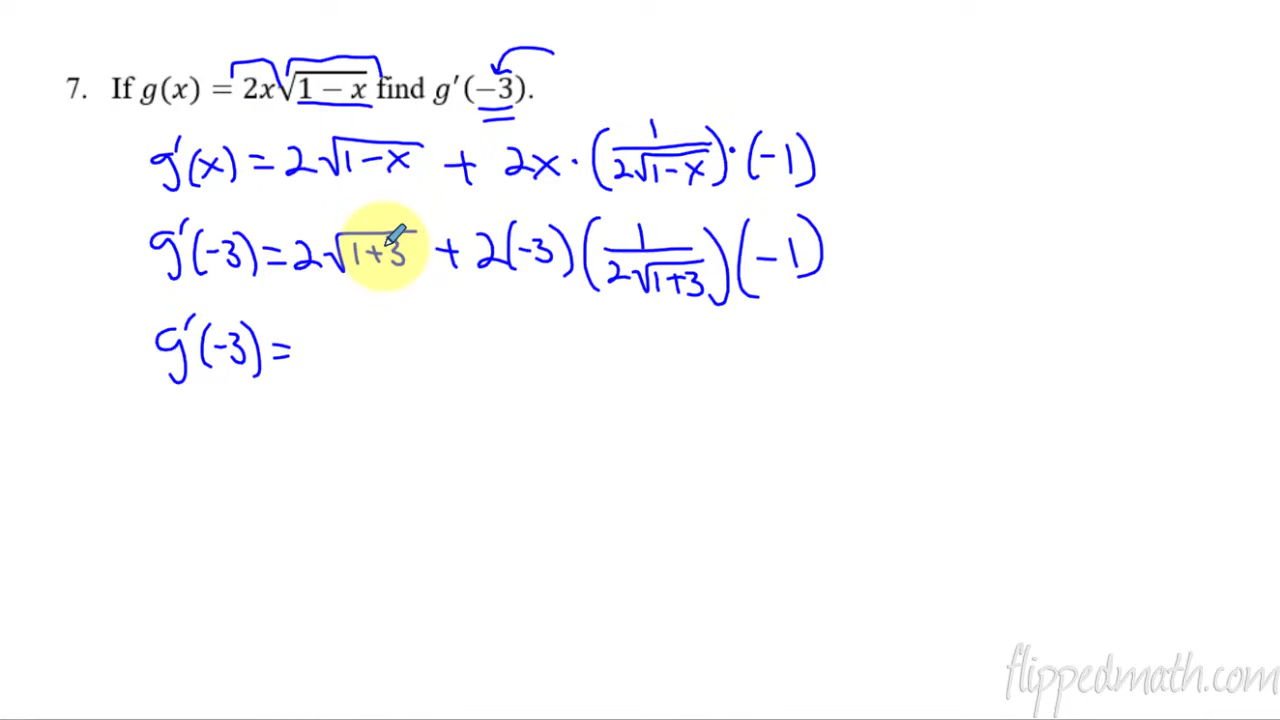 7. If g(x) = 2x√(1 − x) find g′(−3).
g'(x) = 2√(1-x) + 2x · (1/(2√(1-x))) · (-1)
g'(-3) = 2√(1+3) + 2(-3)(1/(2√(1+3)))(-1)
g'(-3) =
flippedmath.com